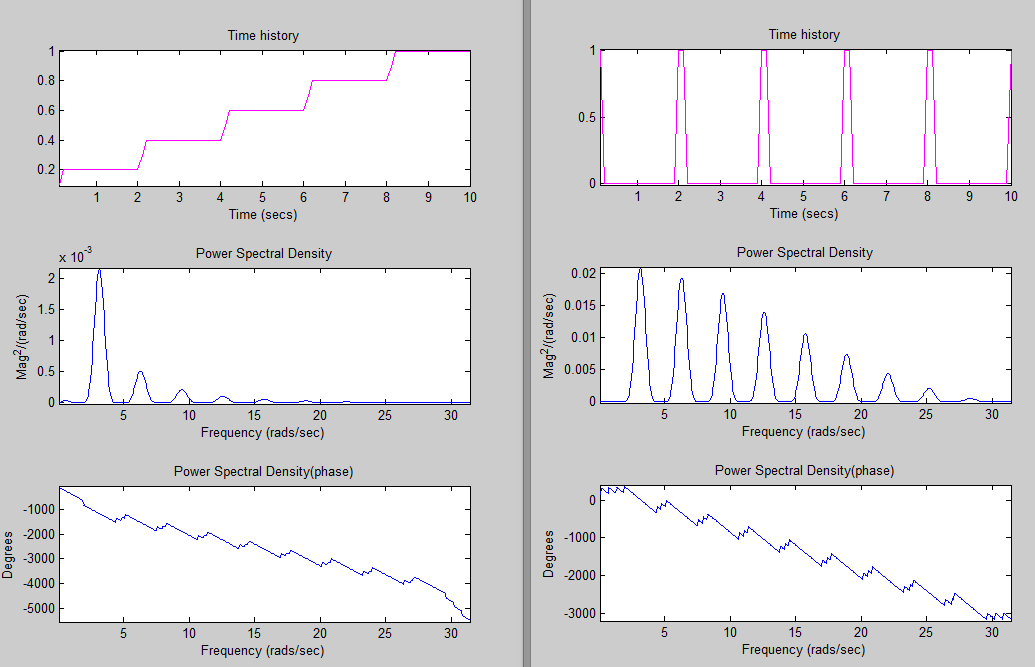 Time history
1
0.8
0.6
0.4
0.2
1 2 3 4 5 6 7 8 9 10
Time (secs)
Power Spectral Density
x 10-3
2
1.5
1
0.5
0
Mag2/(rad/sec)
5 10 15 20 25 30
Frequency (rads/sec)
Power Spectral Density(phase)
-1000
-2000
-3000
-4000
-5000
Degrees
5 10 15 20 25 30
Frequency (rads/sec)
Time history
1
0.5
0
1 2 3 4 5 6 7 8 9 10
Time (secs)
Power Spectral Density
0.02
0.015
0.01
0.005
0
Mag2/(rad/sec)
5 10 15 20 25 30
Frequency (rads/sec)
Power Spectral Density(phase)
0
-1000
-2000
-3000
Degrees
5 10 15 20 25 30
Frequency (rads/sec)